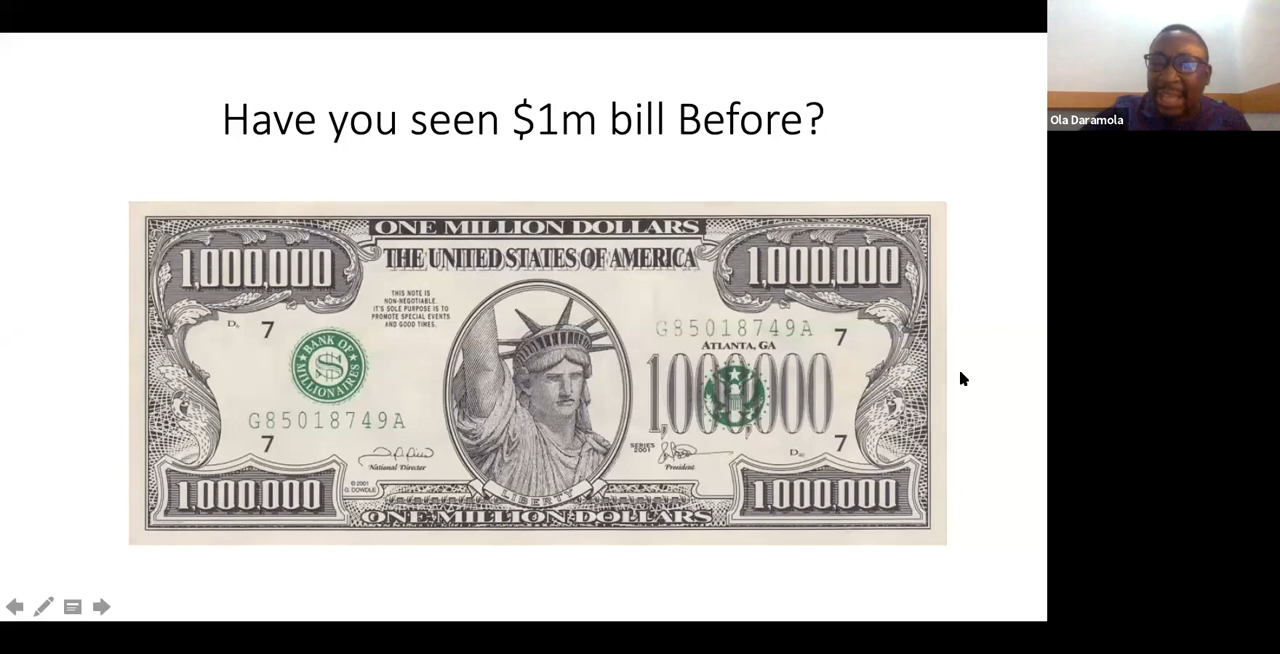 Have you seen $1m bill Before?
Ola Daramola
ONE MILLION DOLLARS
1,000,000
THE UNITED STATES OF AMERICA
1,000,000
THIS NOTE IS
NON-NEGOTIABLE.
IT'S SOLE PURPOSE IS TO
PROMOTE SPECIAL EVENTS
AND GOOD TIMES.
7
BANK OF
MILLIONAIRES
$
G85018749A
7
National Director
© 2001
G. DOWDLE
LIBERTY
G85018749A
7
ATLANTA, GA
1000,000
SERIES
2001
President
7
1,000,000
ONE MILLION DOLLARS
1,000,000